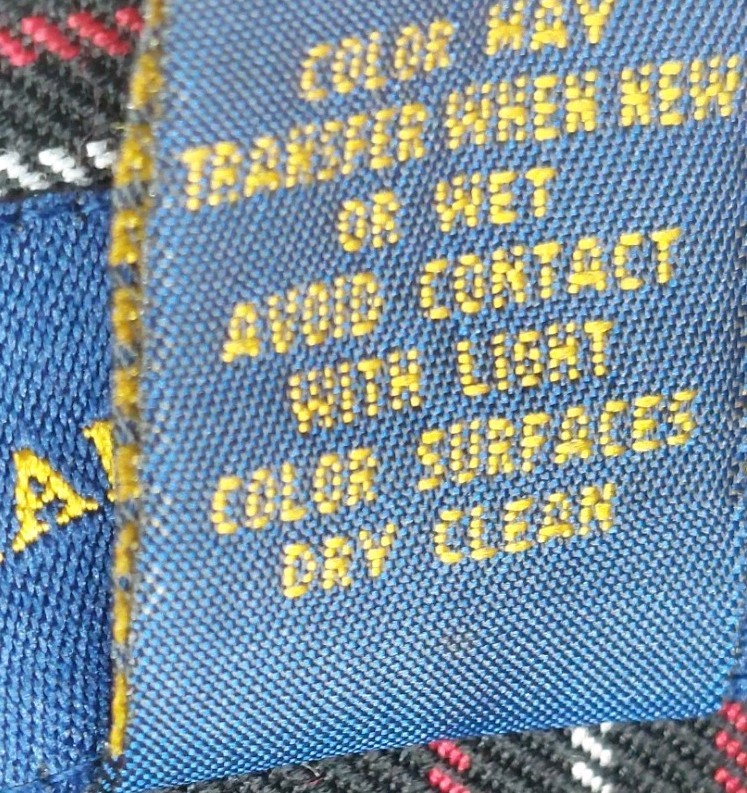 COLOR MAY
TRANSFER WHEN NEW
OR WET
AVOID CONTACT
WITH LIGHT
COLOR SURFACES
DRY CLEAN